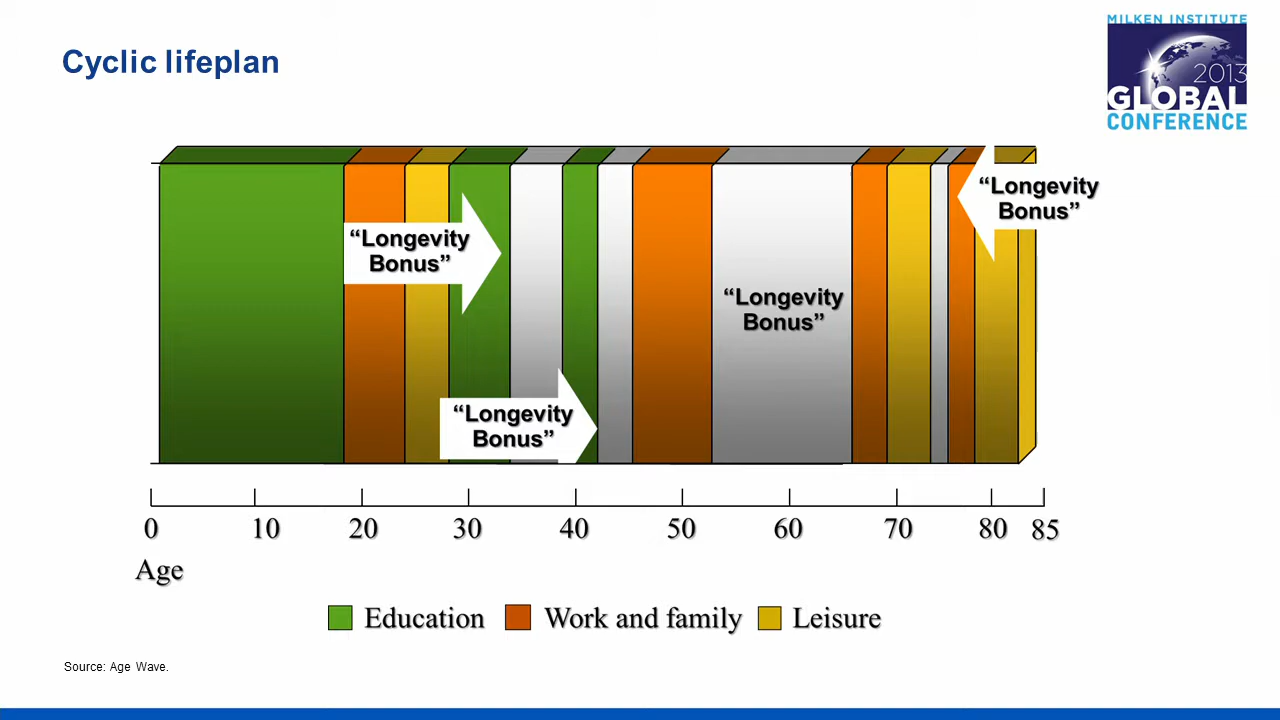 Cyclic lifeplan
MILKEN INSTITUTE
2013
GLOBAL
CONFERENCE
“Longevity
Bonus”
“Longevity
Bonus”
“Longevity
Bonus”
“Longevity
Bonus”
0 10 20 30 40 50 60 70 80 85
Age
Education Work and family Leisure
Source: Age Wave.